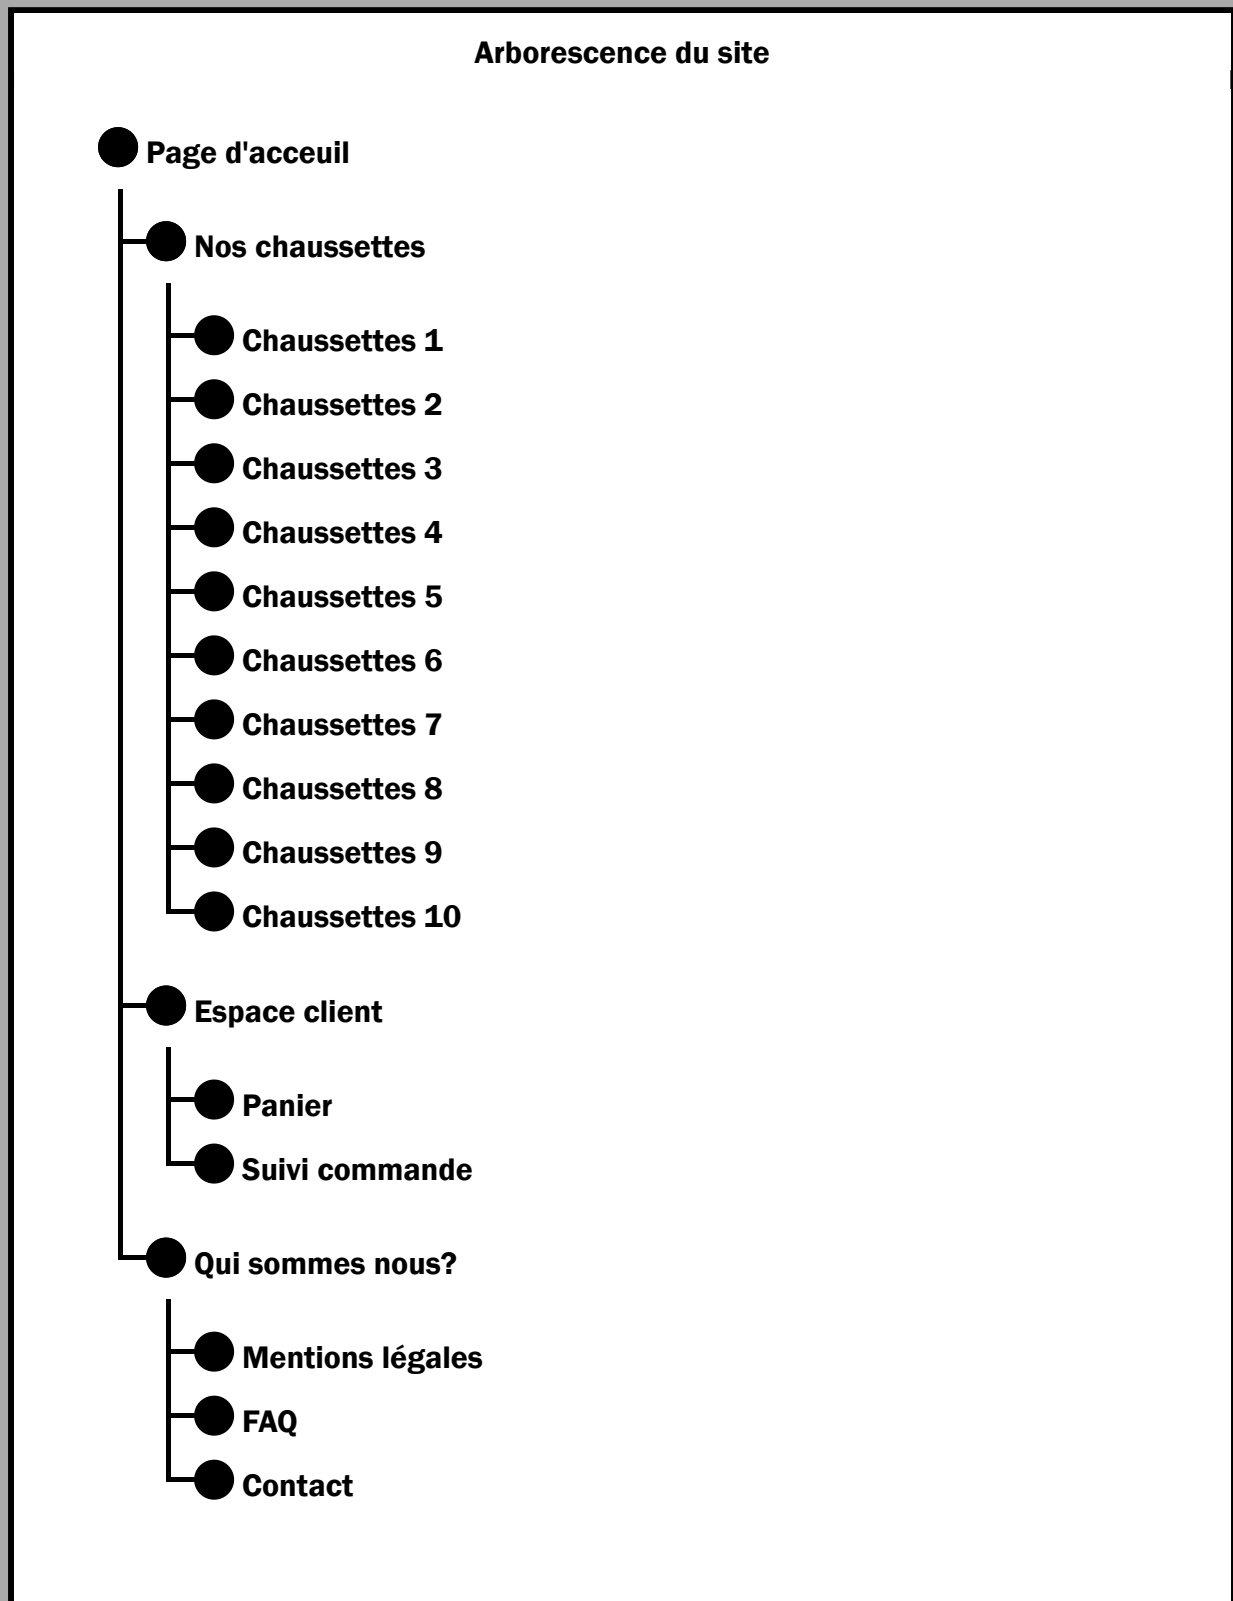 Arborescence du site
Page d'acceuil
Nos chaussettes
Chaussettes 1
Chaussettes 2
Chaussettes 3
Chaussettes 4
Chaussettes 5
Chaussettes 6
Chaussettes 7
Chaussettes 8
Chaussettes 9
Chaussettes 10
Espace client
Panier
Suivi commande
Qui sommes nous?
Mentions légales
FAQ
Contact